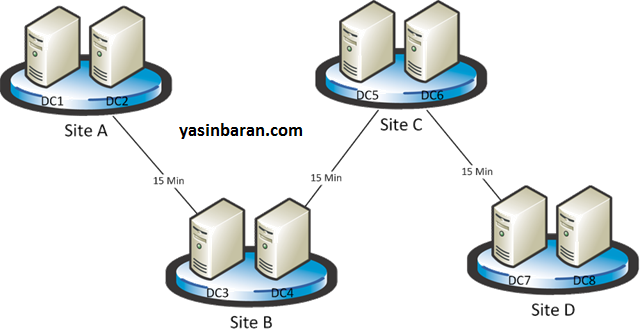 DC1
DC2
Site A
yasinbaran.com
DC5
DC6
Site C
15 Min
15 Min
15 Min
DC3
DC4
Site B
DC7
DC8
Site D